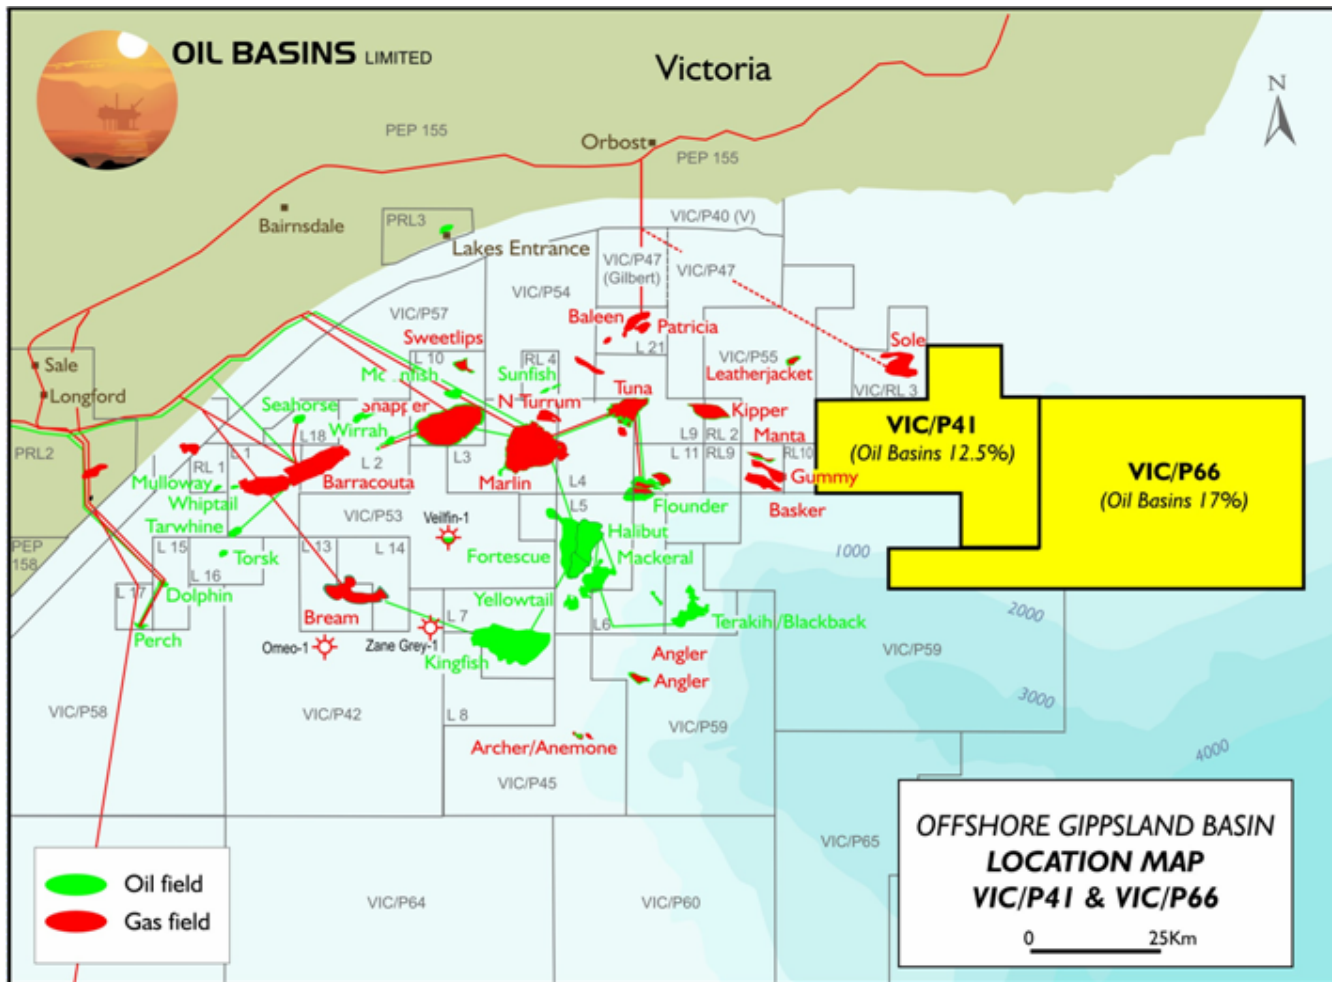 OIL BASINS LIMITED
Victoria
N
PEP 155
Orbost
PEP 155
Bairnsdale
PRL3
Lakes Entrance
VIC/P40 (V)
VIC/P47
(Gilbert)
VIC/P47
VIC/P54
VIC/P57
Baleen
Patricia
Sweetlips
L 10
RL 4
L 21
VIC/P55
Leatherjacket
Sole
VIC/RL 3
Sale
Longford
Sunfish
Tuna
Seahorse
Snapper
N Turrum
Kipper
Wirrah
L18
L9
RL 2
Manta
VIC/P41
(Oil Basins 12.5%)
PRL2
L 1
RL 1
L 2
L3
L 11
RL9
RL10
Mulloway
Barracouta
Marlin
L4
Gummy
VIC/P66
(Oil Basins 17%)
Whiptail
Flounder
Basker
L5
VIC/P53
Veilfin-1
Tarwhine
Halibut
PEP
158
L 15
Torsk
L 13
L 14
Fortescue
Mackeral
1000
L 16
L 17
Dolphin
Yellowtail
Bream
L 7
2000
L6
Terakihi/Blackback
Perch
Omeo-1
Zane Grey-1
Kingfish
Angler
VIC/P59
Angler
3000
VIC/P58
VIC/P42
L 8
VIC/P59
Archer/Anemone
4000
VIC/P45
OFFSHORE GIPPSLAND BASIN
LOCATION MAP
VIC/P41 & VIC/P66
0 25Km
VIC/P65
Oil field
Gas field
VIC/P64
VIC/P60